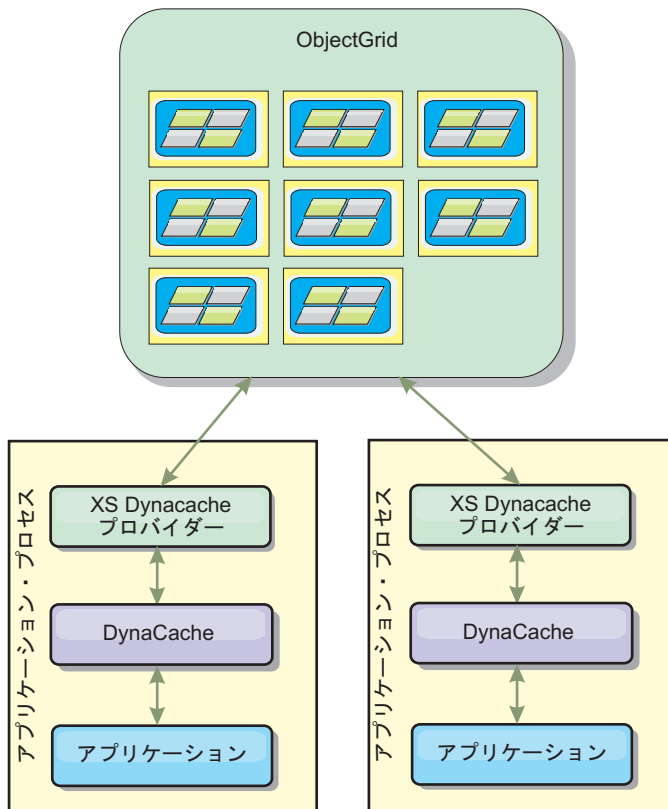 ObjectGrid
アプリケーション・プロセス
XS Dynacache
プロバイダー
DynaCache
アプリケーション
アプリケーション・プロセス
XS Dynacache
プロバイダー
DynaCache
アプリケーション